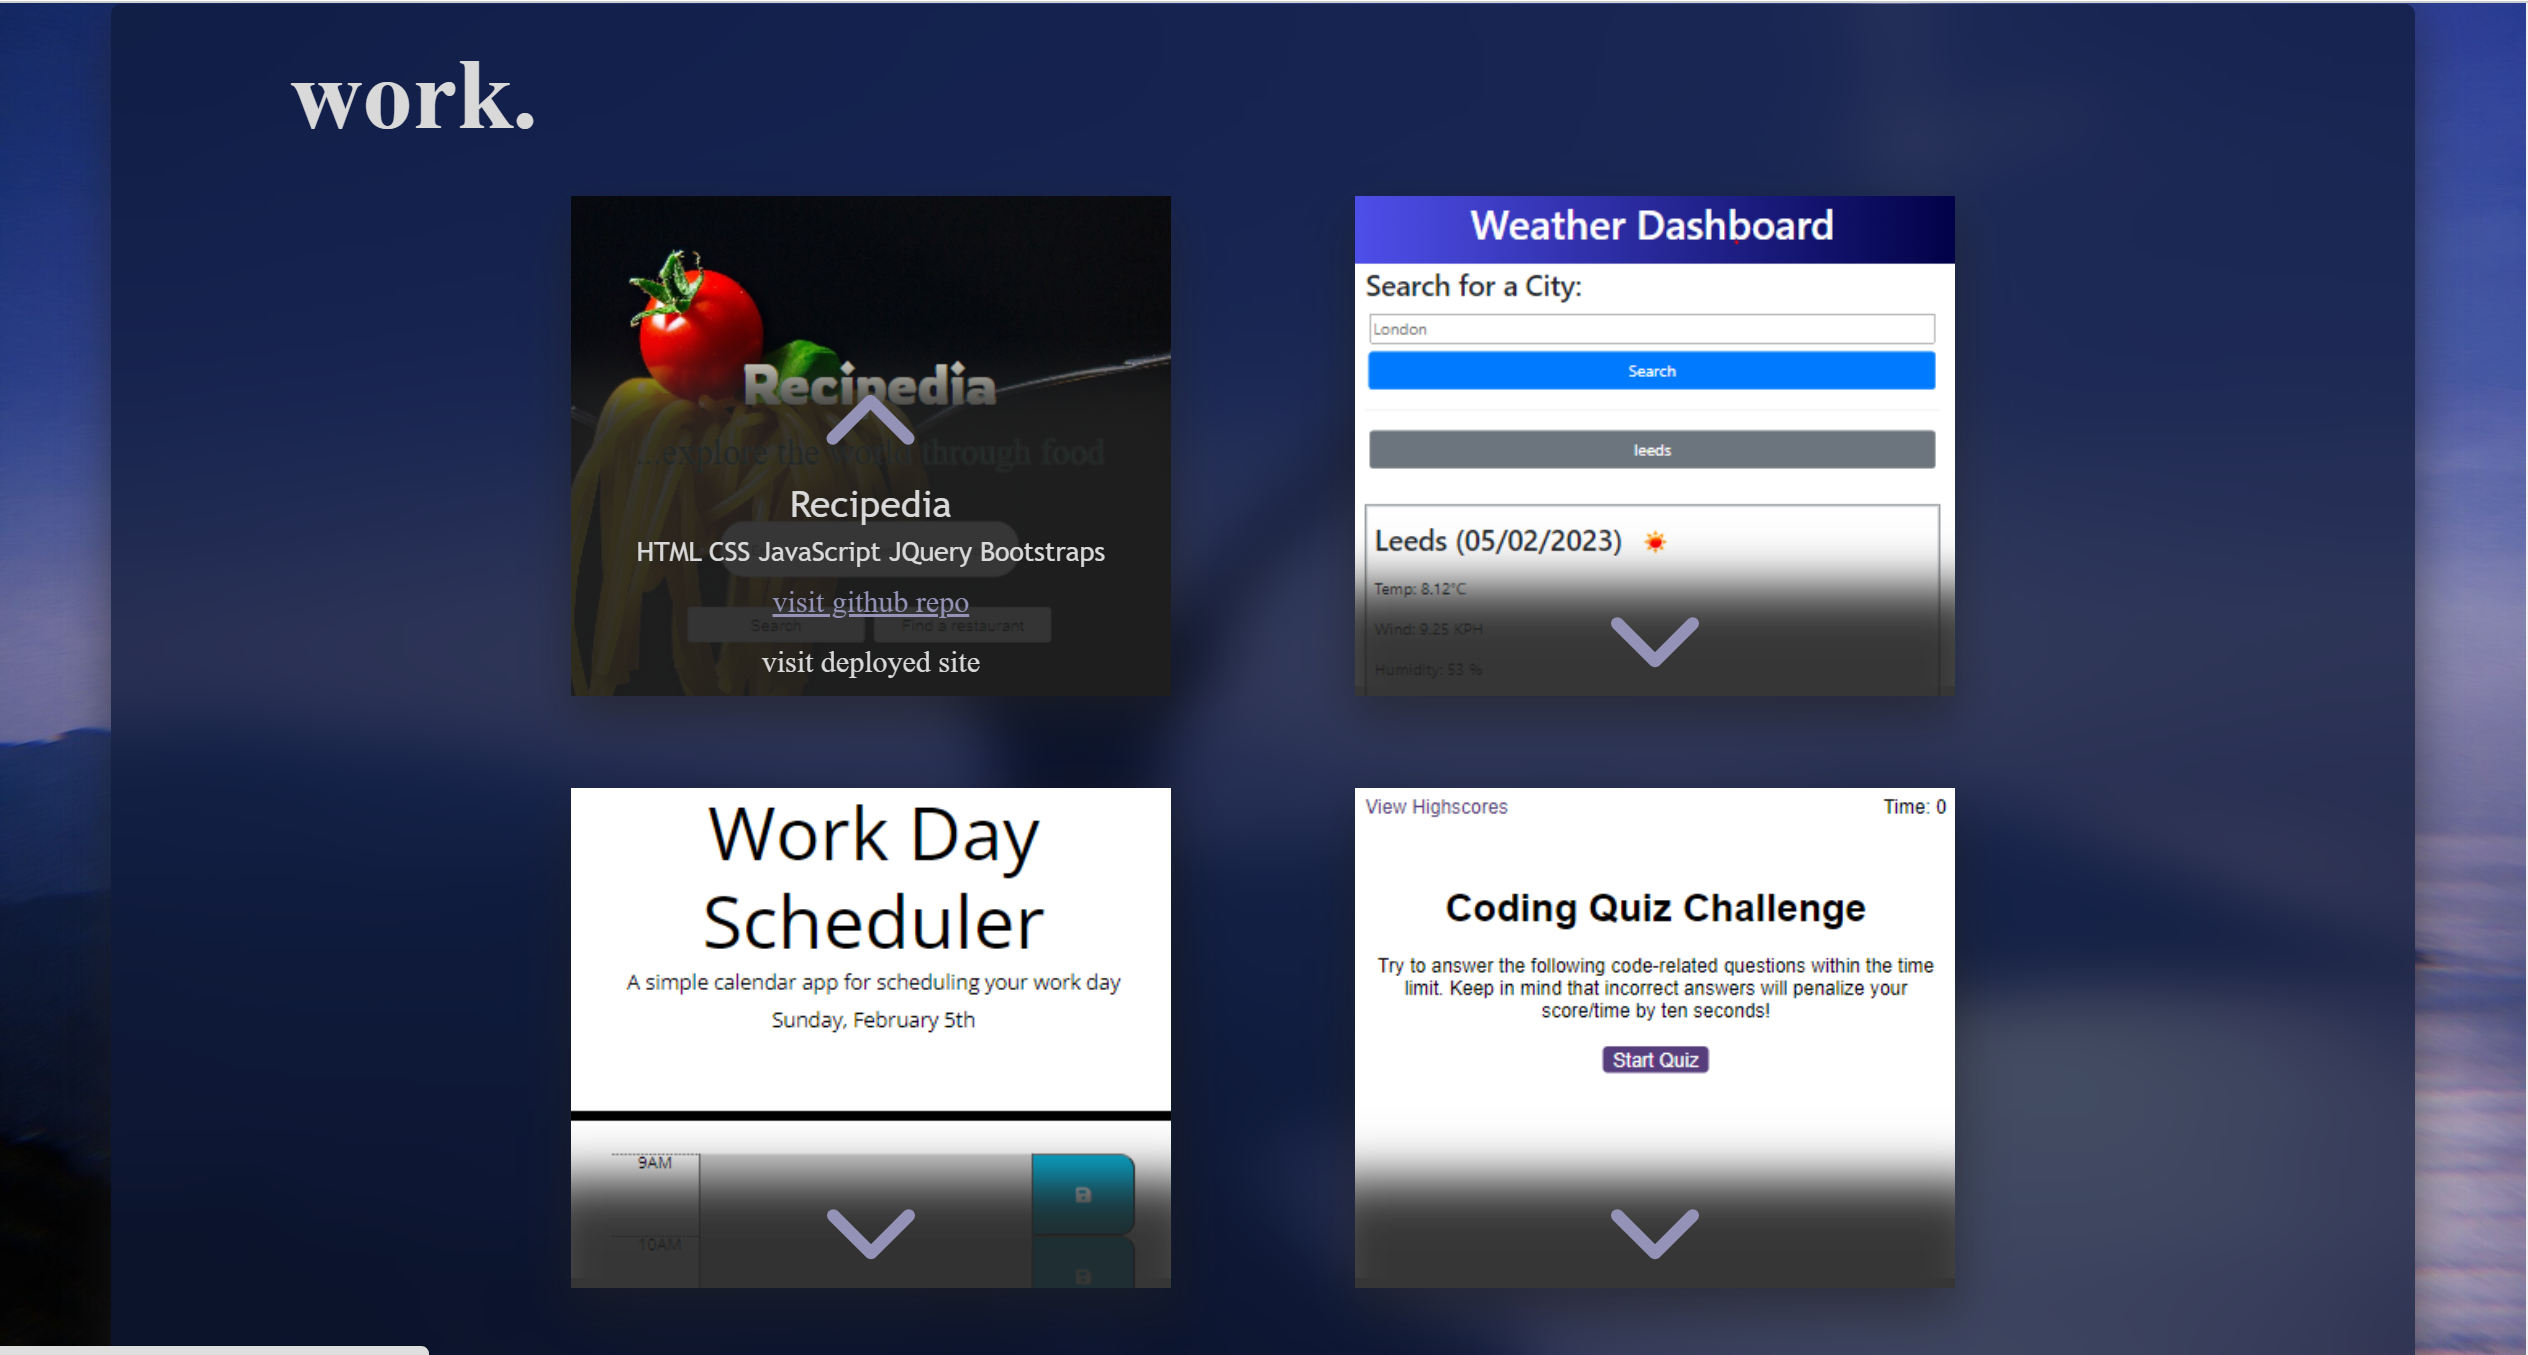 work.
Recipedia
...explore the world through food
Recipedia
HTML CSS JavaScript JQuery Bootstraps
visit github repo
Search
Find a restaurant
visit deployed site
Weather Dashboard
Search for a City:
London
Search
leeds
Leeds (05/02/2023)
Temp: 8.12°C
Wind: 9.25 KPH
Humidity: 53 %
Work Day
Scheduler
A simple calendar app for scheduling your work day
Sunday, February 5th
9AM
10AM
View Highscores
Time: 0
Coding Quiz Challenge
Try to answer the following code-related questions within the time
limit. Keep in mind that incorrect answers will penalize your
score/time by ten seconds!
Start Quiz